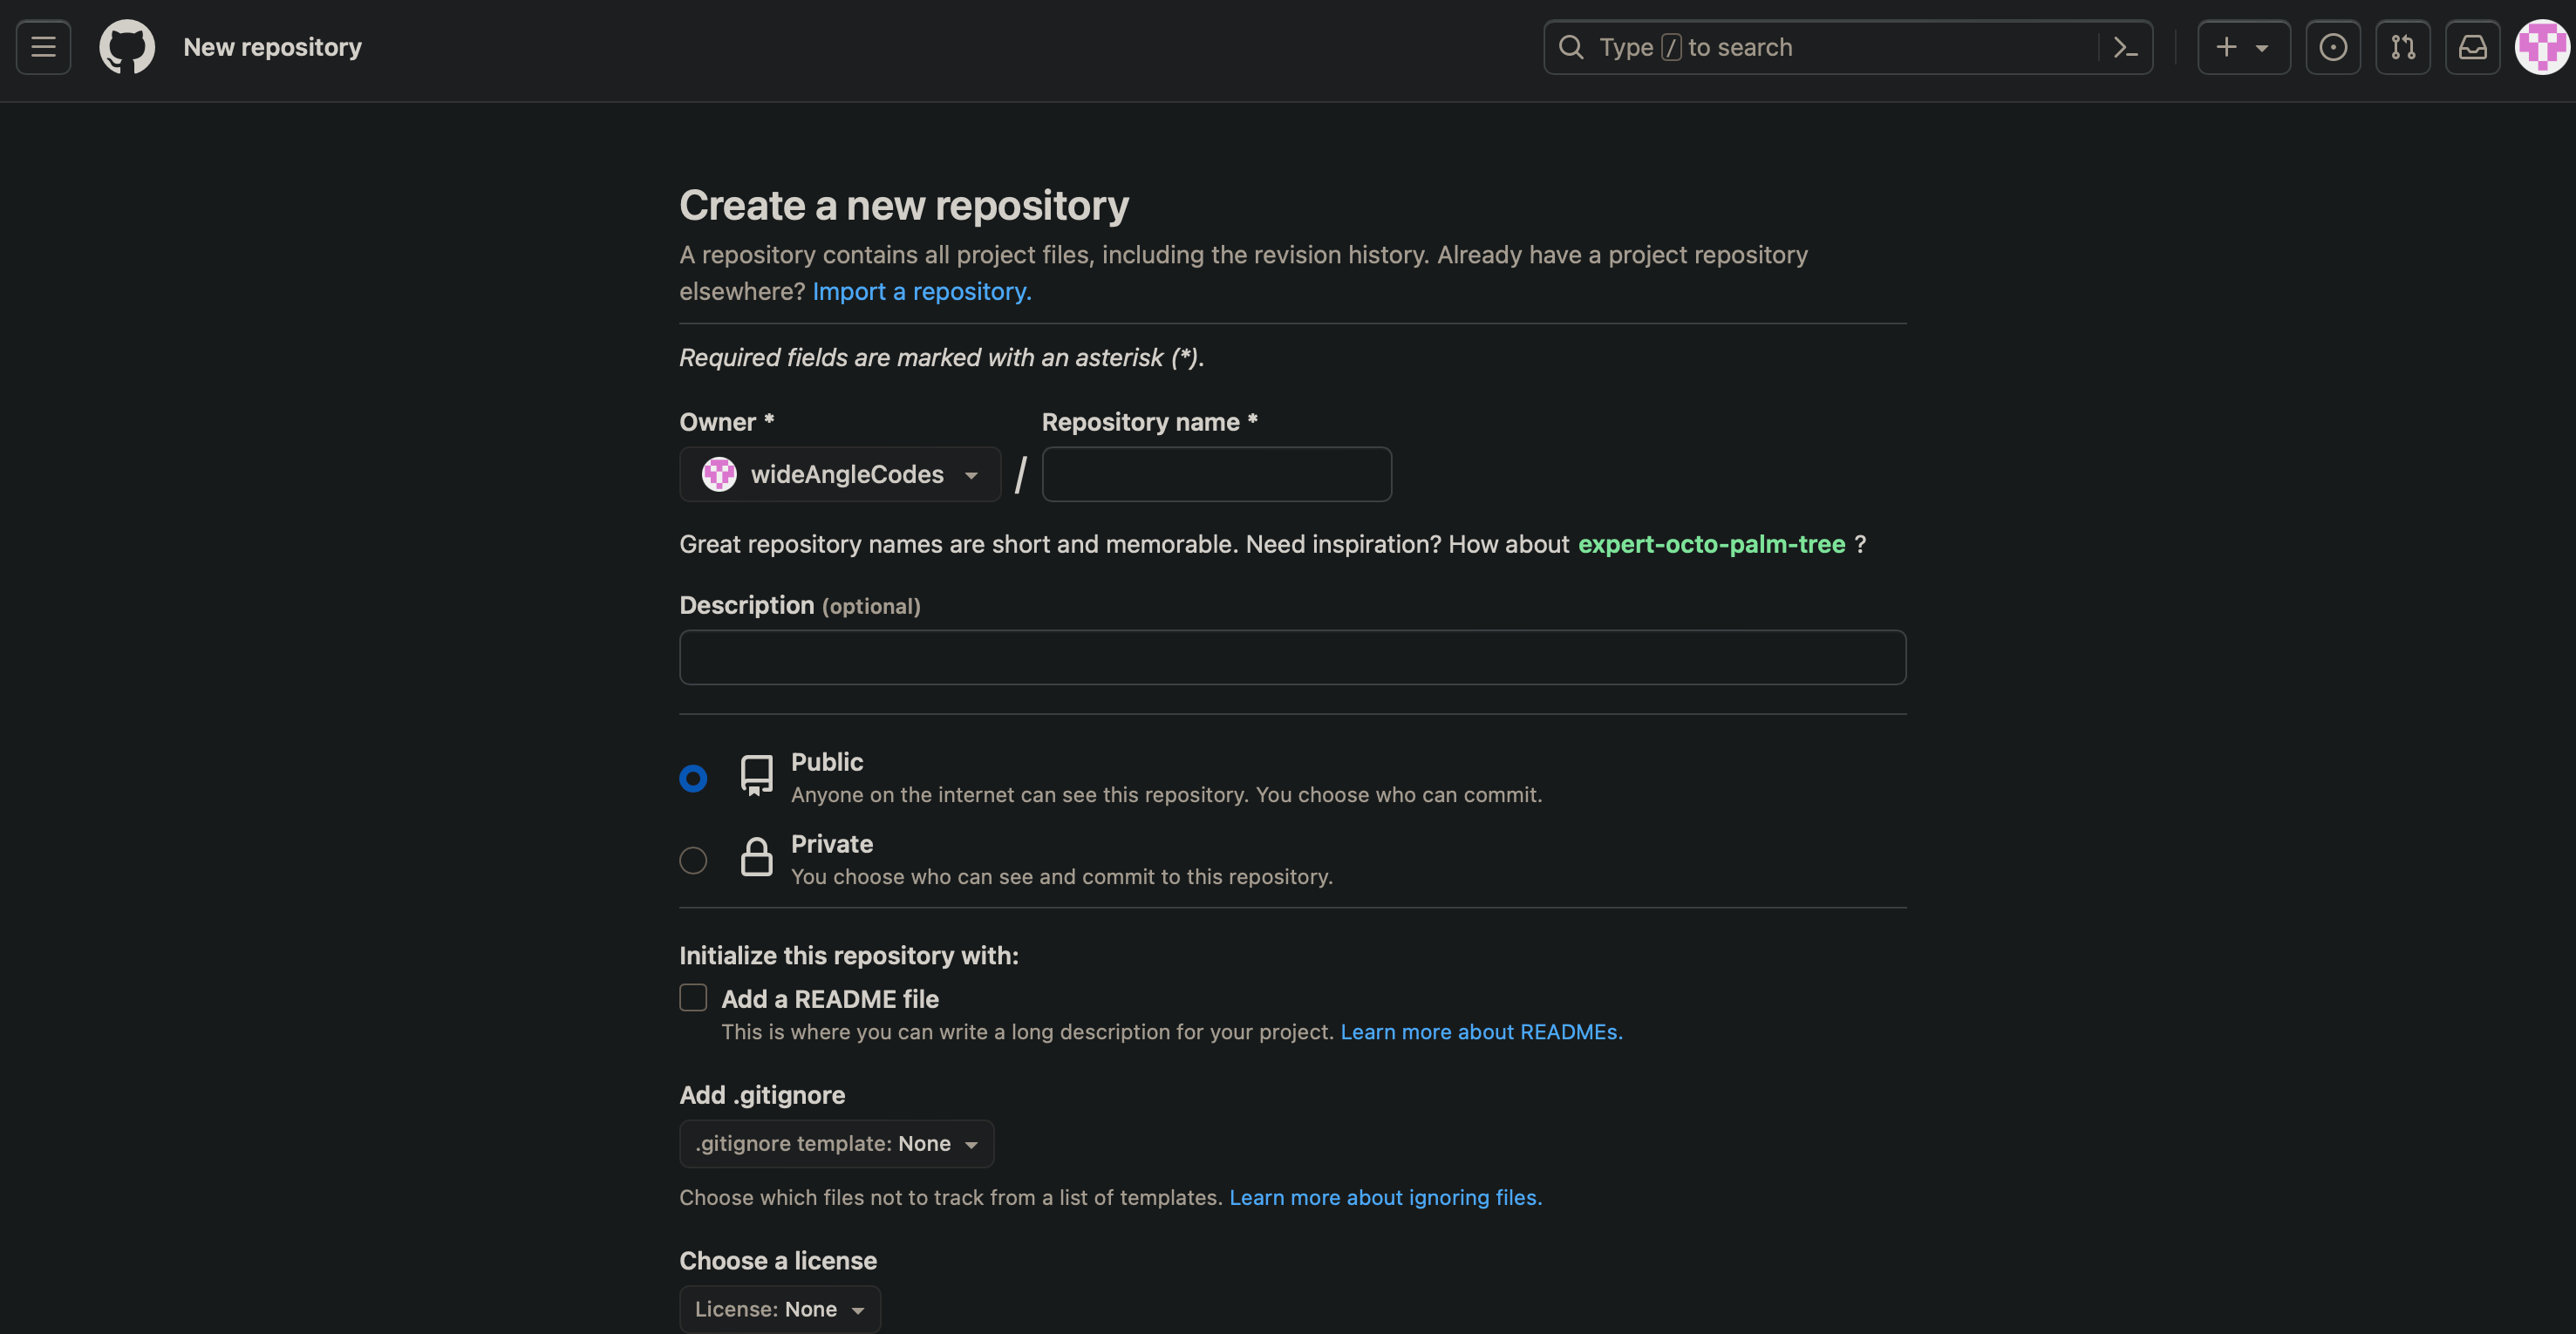 New repository
Type / to search
Create a new repository
A repository contains all project files, including the revision history. Already have a project repository
elsewhere? Import a repository.
Required fields are marked with an asterisk (*).
Owner * Repository name *
wideAngleCodes /
Great repository names are short and memorable. Need inspiration? How about expert-octo-palm-tree ?
Description (optional)
Public
Anyone on the internet can see this repository. You choose who can commit.
Private
You choose who can see and commit to this repository.
Initialize this repository with:
Add a README file
This is where you can write a long description for your project. Learn more about READMEs.
Add .gitignore
.gitignore template: None
Choose which files not to track from a list of templates. Learn more about ignoring files.
Choose a license
License: None